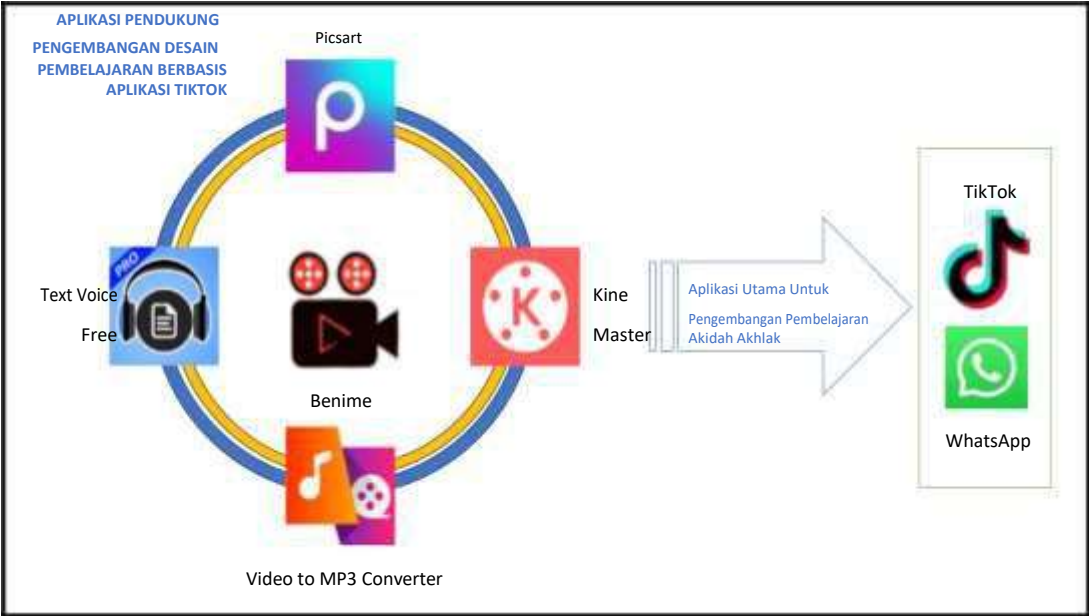 APLIKASI PENDUKUNG
PENGEMBANGAN DESAIN
PEMBELAJARAN BERBASIS
APLIKASI TIKTOK
Picsart
PRO
Text Voice
Free
Benime
K
Kine
Master
Video to MP3 Converter
Aplikasi Utama Untuk
Pengembangan Pembelajaran
Akidah Akhlak
TikTok
WhatsApp